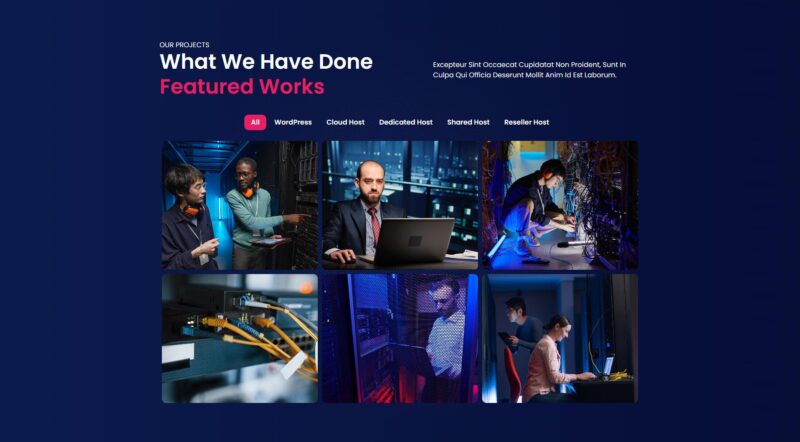 OUR PROJECTS
What We Have Done
Featured Works
Excepteur Sint Occaecat Cupidatat Non Proident, Sunt In
Culpa Qui Officia Deserunt Mollit Anim Id Est Laborum.
All WordPress Cloud Host Dedicated Host Shared Host Reseller Host